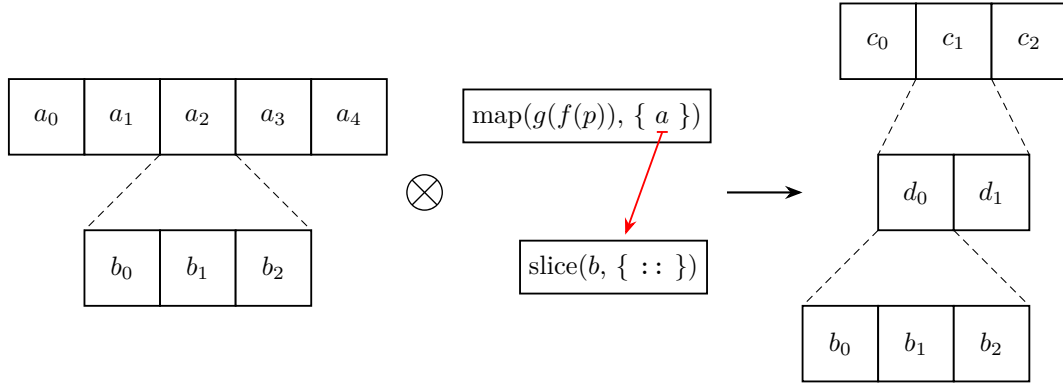 a₀ a₁ a₂ a₃ a₄
b₀ b₁ b₂
map(g(f(p)), { a })
slice(b, { : : })
c₀ c₁ c₂
d₀ d₁
b₀ b₁ b₂